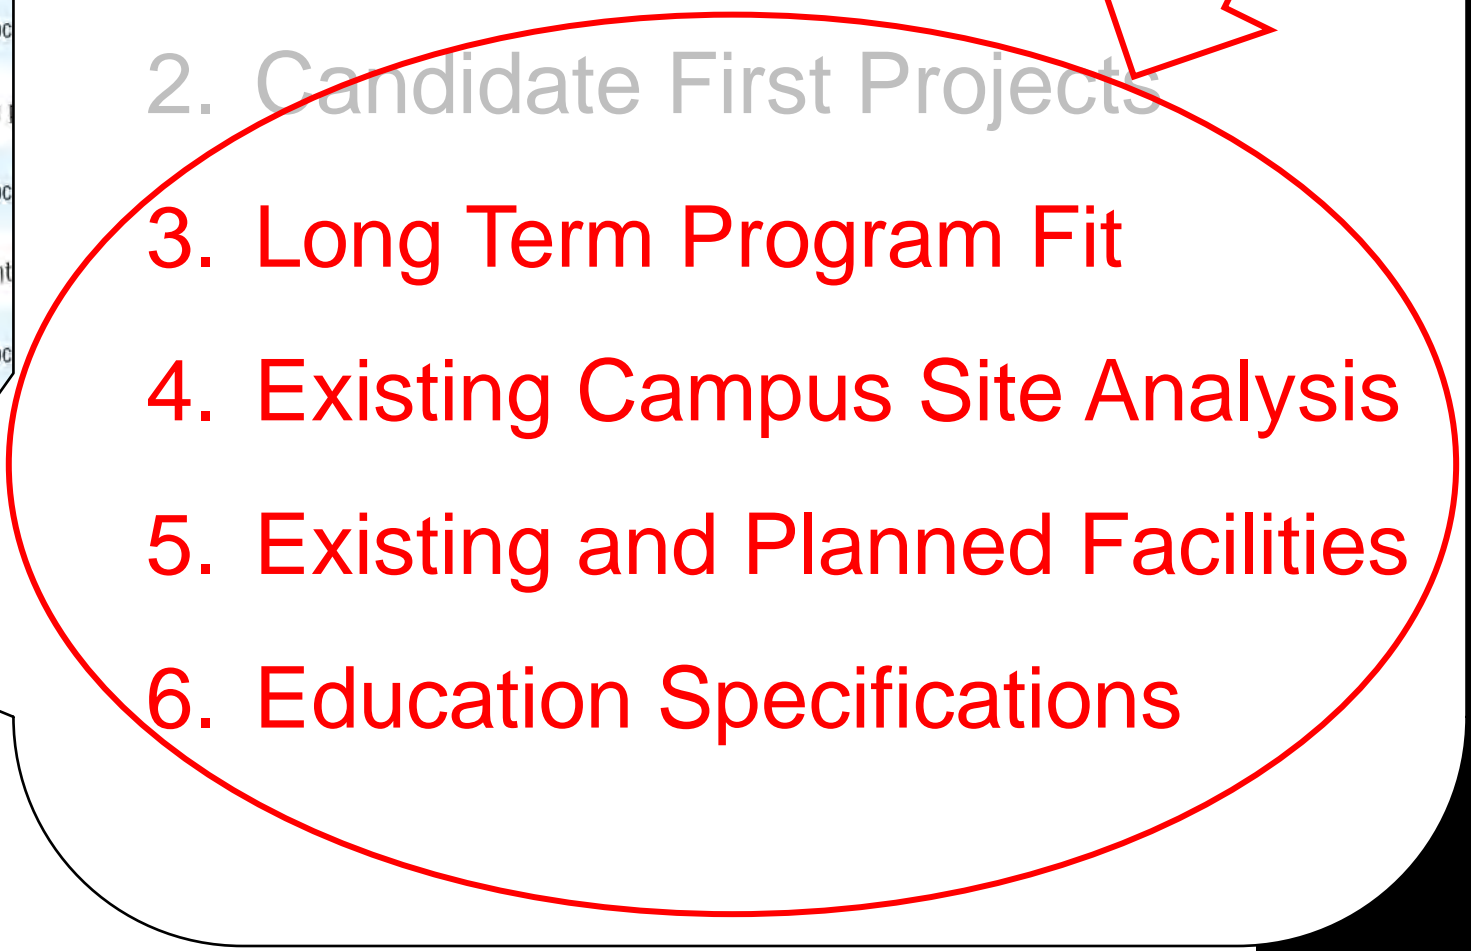 2. Candidate First Projects
3. Long Term Program Fit
4. Existing Campus Site Analysis
5. Existing and Planned Facilities
6. Education Specifications